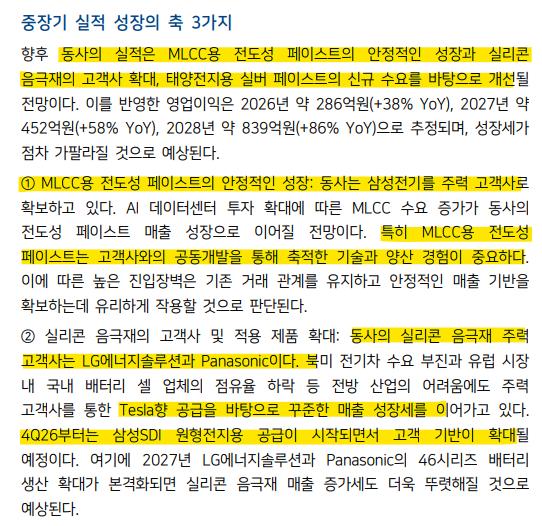 중장기 실적 성장의 축 3가지
향후 동사의 실적은 MLCC용 전도성 페이스트의 안정적인 성장과 실리콘
음극재의 고객사 확대, 태양전지용 실버 페이스트의 신규 수요를 바탕으로 개선될
전망이다. 이를 반영한 영업이익은 2026년 약 286억원(+38% YoY), 2027년 약
452억원(+58% YoY), 2028년 약 839억원(+86% YoY)으로 추정되며, 성장세가
점차 가팔라질 것으로 예상된다.
① MLCC용 전도성 페이스트의 안정적인 성장: 동사는 삼성전기를 주력 고객사로
확보하고 있다. AI 데이터센터 투자 확대에 따른 MLCC 수요 증가가 동사의
전도성 페이스트 매출 성장으로 이어질 전망이다. 특히 MLCC용 전도성
페이스트는 고객사와의 공동개발을 통해 축적한 기술과 양산 경험이 중요하다.
이에 따른 높은 진입장벽은 기존 거래 관계를 유지하고 안정적인 매출 기반을
확보하는데 유리하게 작용할 것으로 판단된다.
② 실리콘 음극재의 고객사 및 적용 제품 확대: 동사의 실리콘 음극재 주력
고객사는 LG에너지솔루션과 Panasonic이다. 북미 전기차 수요 부진과 유럽 시장
내 국내 배터리 셀 업체의 점유율 하락 등 전방 산업의 어려움에도 주력
고객사를 통한 Tesla향 공급을 바탕으로 꾸준한 매출 성장세를 이어가고 있다.
4Q26부터는 삼성SDI 원형전지용 공급이 시작되면서 고객 기반이 확대될
예정이다. 여기에 2027년 LG에너지솔루션과 Panasonic의 46시리즈 배터리
생산 확대가 본격화되면 실리콘 음극재 매출 증가세도 더욱 뚜렷해질 것으로
예상된다.